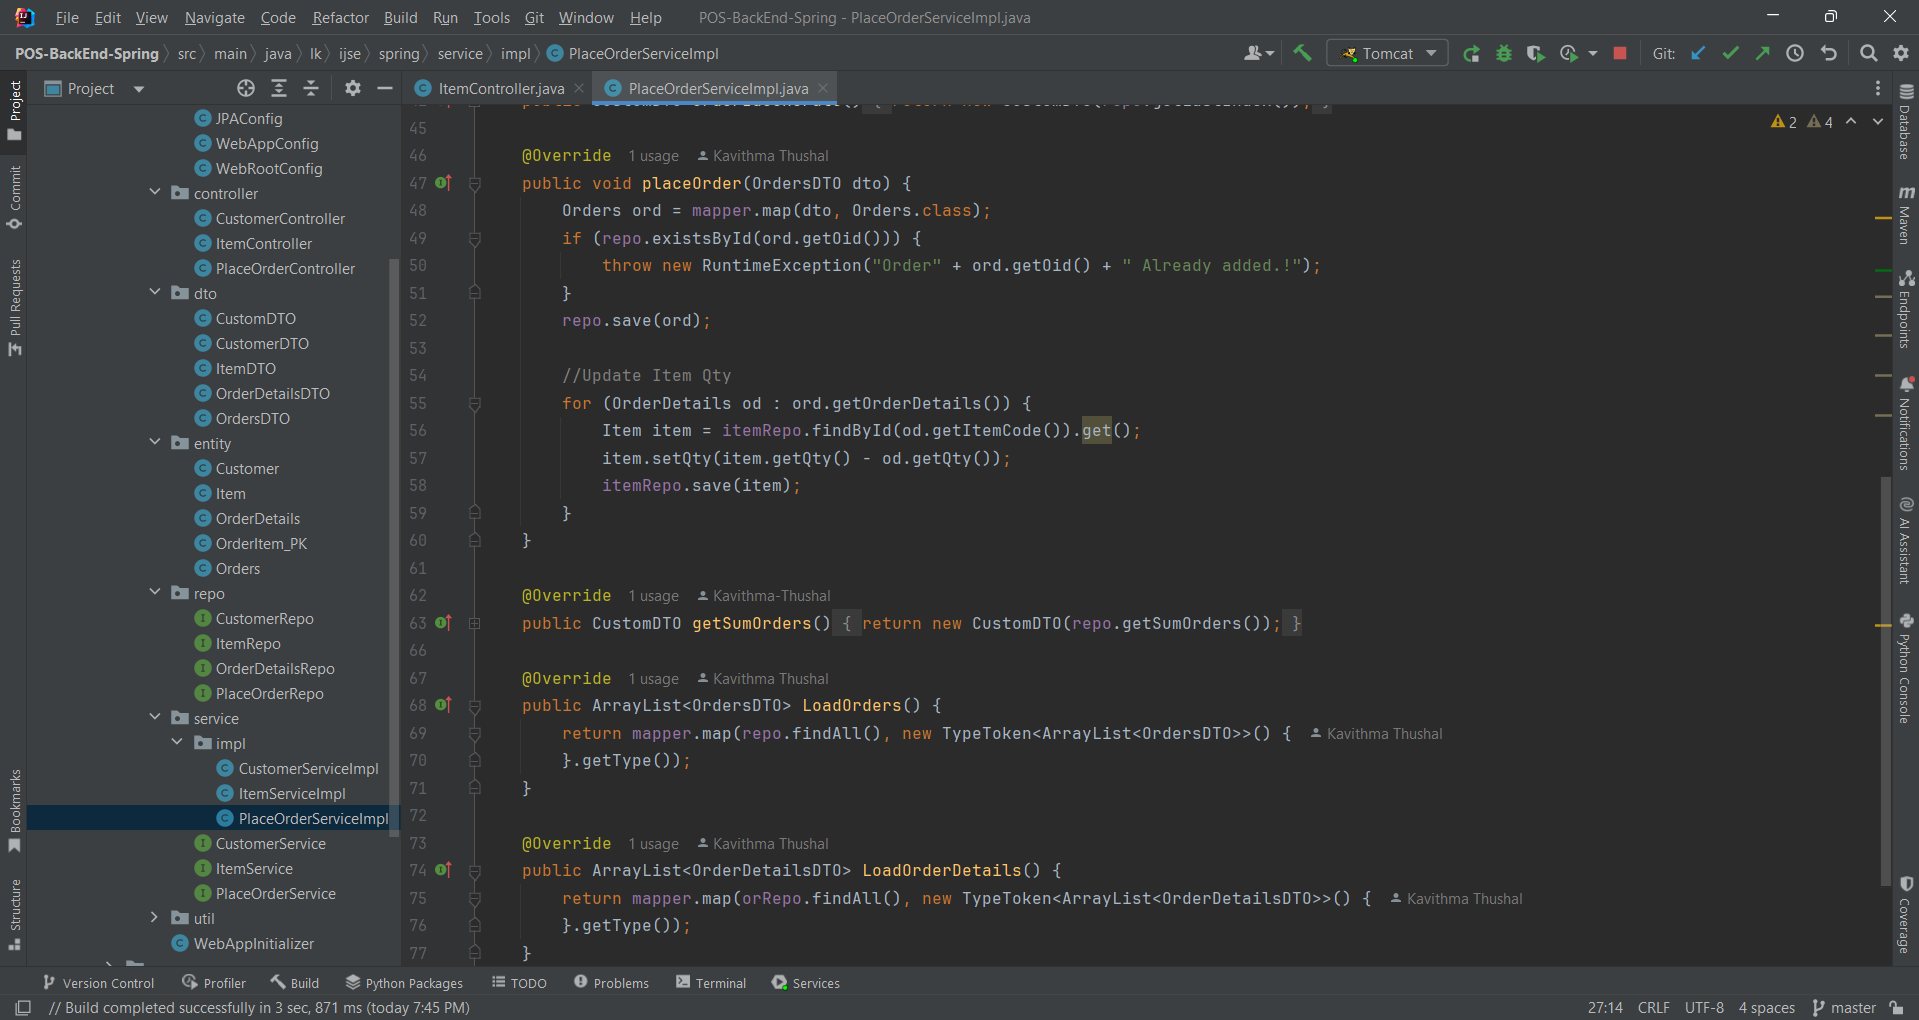 File Edit View Navigate Code Refactor Build Run Tools Git Window Help POS-BackEnd-Spring - PlaceOrderServiceImpl.java
POS-BackEnd-Spring src main java lk ijse spring service impl PlaceOrderServiceImpl Tomcat Git:
Project
ItemController.java PlaceOrderServiceImpl.java
Project
Commit
Pull Requests
Bookmarks
Structure
JPAConfig
WebAppConfig
WebRootConfig
controller
CustomerController
ItemController
PlaceOrderController
dto
CustomDTO
CustomerDTO
ItemDTO
OrderDetailsDTO
OrdersDTO
entity
Customer
Item
OrderDetails
OrderItem_PK
Orders
repo
CustomerRepo
ItemRepo
OrderDetailsRepo
PlaceOrderRepo
service
impl
CustomerServiceImpl
ItemServiceImpl
PlaceOrderServiceImpl
CustomerService
ItemService
PlaceOrderService
util
WebAppInitializer
2 4
45
46 @Override 1 usage Kavithma Thushal
47 public void placeOrder(OrdersDTO dto) {
48 Orders ord = mapper.map(dto, Orders.class);
49 if (repo.existsById(ord.getOid())) {
50 throw new RuntimeException("Order" + ord.getOid() + " Already added.!");
51 }
52 repo.save(ord);
53
54 //Update Item Qty
55 for (OrderDetails od : ord.getOrderDetails()) {
56 Item item = itemRepo.findById(od.getItemCode()).get();
57 item.setQty(item.getQty() - od.getQty());
58 itemRepo.save(item);
59 }
60 }
61
62 @Override 1 usage Kavithma-Thushal
63 public CustomDTO getSumOrders() { return new CustomDTO(repo.getSumOrders()); }
66
67 @Override 1 usage Kavithma Thushal
68 public ArrayList<OrdersDTO> LoadOrders() {
69 return mapper.map(repo.findAll(), new TypeToken<ArrayList<OrdersDTO>>() { Kavithma Thushal
70 }.getType());
71 }
72
73 @Override 1 usage Kavithma Thushal
74 public ArrayList<OrderDetailsDTO> LoadOrderDetails() {
75 return mapper.map(orRepo.findAll(), new TypeToken<ArrayList<OrderDetailsDTO>>() { Kavithma Thushal
76 }.getType());
77 }
Database
Maven
Endpoints
Notifications
AI Assistant
Python Console
Coverage
Version Control Profiler Build Python Packages TODO Problems Terminal Services
// Build completed successfully in 3 sec, 871 ms (today 7:45 PM) 27:14 CRLF UTF-8 4 spaces master